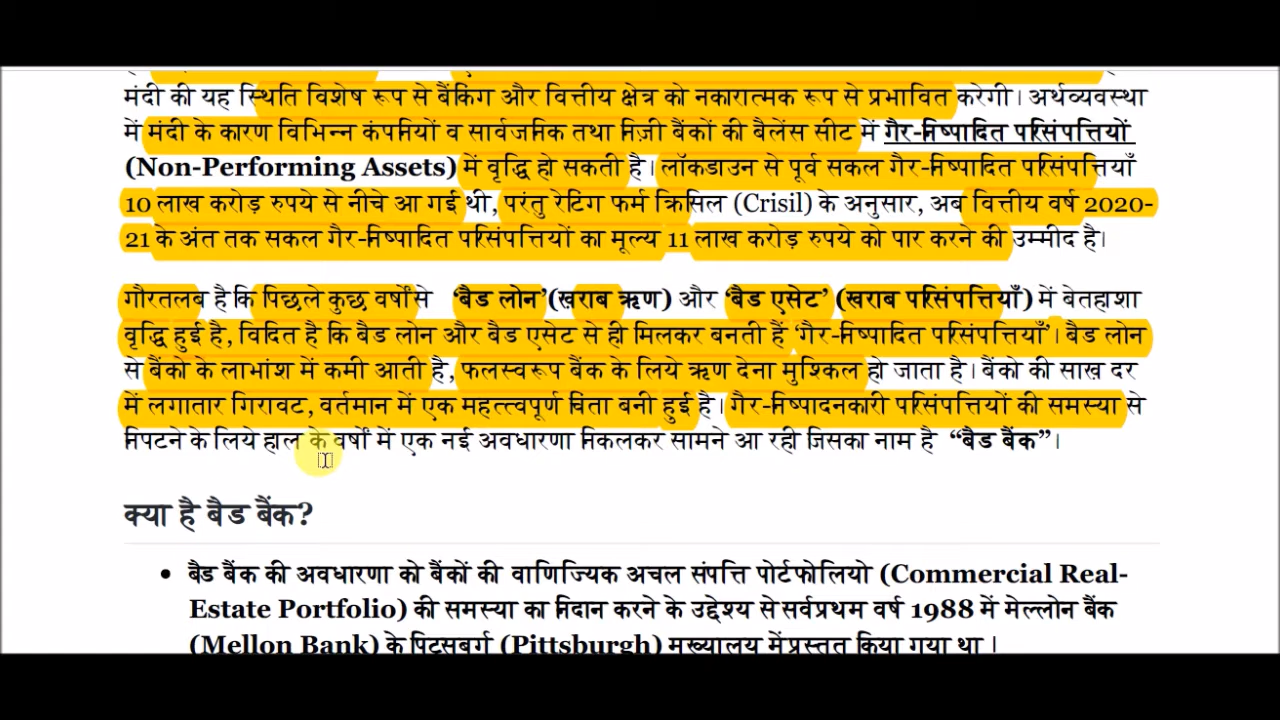 मंदी की यह स्थिति विशेष रूप से बैंकिंग और वित्तीय क्षेत्र को नकारात्मक रूप से प्रभावित करेगी। अर्थव्यवस्था
में मंदी के कारण विभिन्न कंपनियों व सार्वजनिक तथा निज़ी बैंकों की बैलेंस सीट में गैर-निष्पादित परिसंपत्तियों
(Non-Performing Assets) में वृद्धि हो सकती है। लॉकडाउन से पूर्व सकल गैर-निष्पादित परिसंपत्तियाँ
10 लाख करोड़ रुपये से नीचे आ गई थी, परंतु रेटिंग फर्म क्रिसिल (Crisil) के अनुसार, अब वित्तीय वर्ष 2020-
21 के अंत तक सकल गैर-निष्पादित परिसंपत्तियों का मूल्य 11 लाख करोड़ रुपये को पार करने की उम्मीद है।
गौरतलब है कि पिछले कुछ वर्षों से ‘बैड लोन’(खराब ऋण) और ‘बैड एसेट’ (खराब परिसंपत्तियाँ) में बेतहाशा
वृद्धि हुई है, विदित है कि बैड लोन और बैड एसेट से ही मिलकर बनती हैं ‘गैर-निष्पादित परिसंपत्तियाँ’। बैड लोन
से बैंकों के लाभांश में कमी आती है, फलस्वरूप बैंक के लिये ऋण देना मुश्किल हो जाता है। बैंकों की साख दर
में लगातार गिरावट, वर्तमान में एक महत्त्वपूर्ण चिंता बनी हुई है। गैर-निष्पादनकारी परिसंपत्तियों की समस्या से
निपटने के लिये हाल के वर्षों में एक नई अवधारणा निकलकर सामने आ रही जिसका नाम है “बैड बैंक”।
क्या है बैड बैंक?
• बैड बैंक की अवधारणा को बैंकों की वाणिज्यिक अचल संपत्ति पोर्टफोलियो (Commercial Real-
Estate Portfolio) की समस्या का निदान करने के उद्देश्य से सर्वप्रथम वर्ष 1988 में मेल्लोन बैंक
(Mellon Bank) के पिट्सबर्ग (Pittsburgh) मुख्यालय में प्रस्तुत किया गया था।